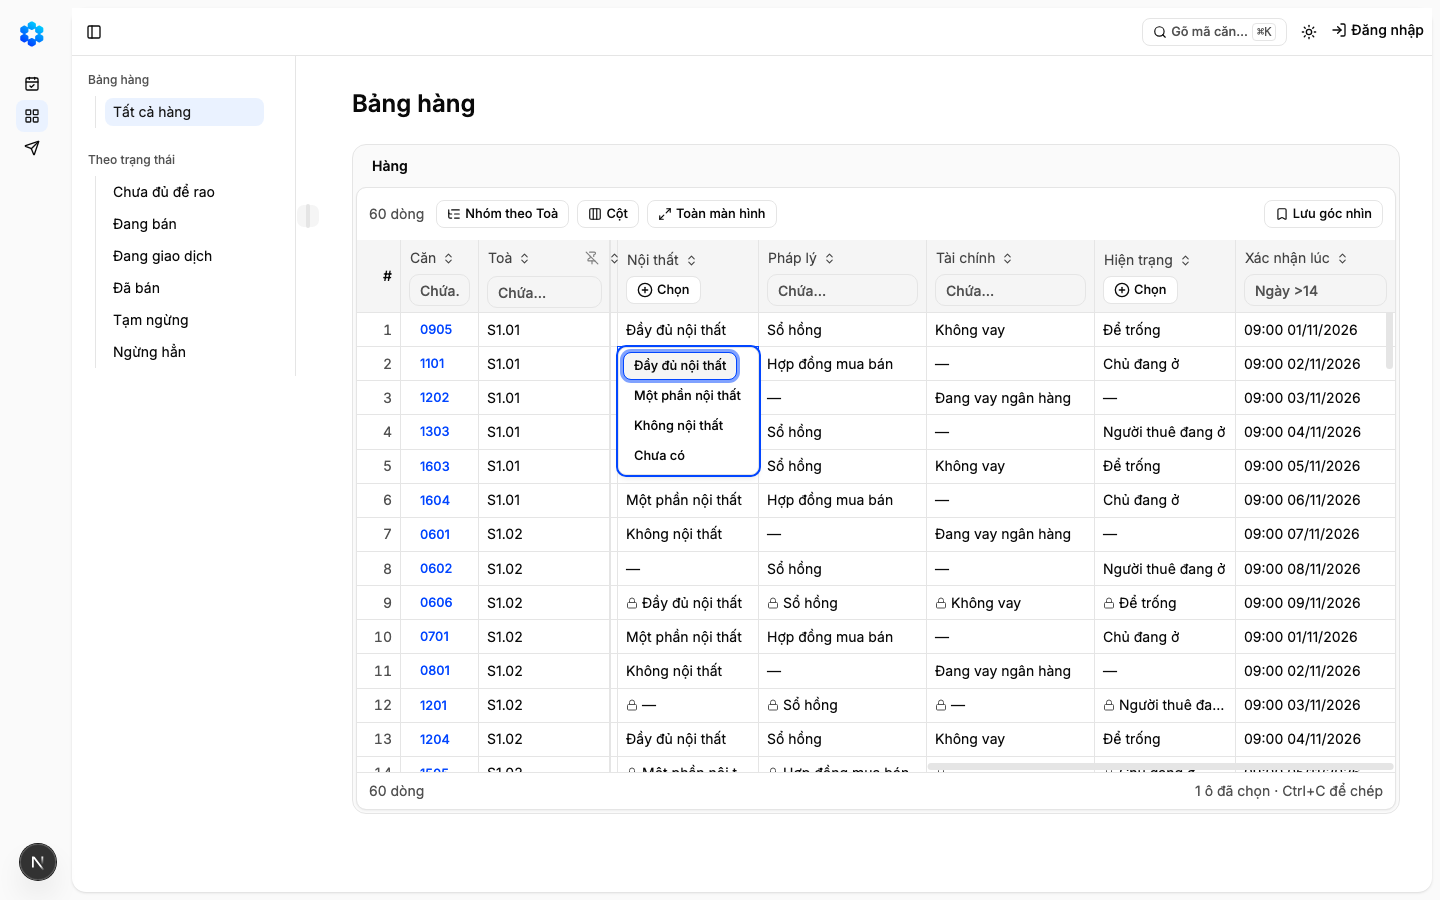 Gõ mã căn... ⌘K
Đăng nhập
Bảng hàng
Tất cả hàng
Theo trạng thái
Chưa đủ để rao
Đang bán
Đang giao dịch
Đã bán
Tạm ngừng
Ngừng hẳn
Bảng hàng
Hàng
60 dòng Nhóm theo Toà Cột Toàn màn hình Lưu góc nhìn
# Căn Toà Nội thất Pháp lý Tài chính Hiện trạng Xác nhận lúc
Chứa. Chứa... Chọn Chứa... Chứa... Chọn Ngày >14
1 0905 S1.01 Đầy đủ nội thất Sổ hồng Không vay Để trống 09:00 01/11/2026
2 1101 S1.01 Đầy đủ nội thất Hợp đồng mua bán — Chủ đang ở 09:00 02/11/2026
3 1202 S1.01 Một phần nội thất — Đang vay ngân hàng — 09:00 03/11/2026
4 1303 S1.01 Không nội thất Sổ hồng — Người thuê đang ở 09:00 04/11/2026
5 1603 S1.01 Chưa có Sổ hồng Không vay Để trống 09:00 05/11/2026
6 1604 S1.01 Một phần nội thất Hợp đồng mua bán — Chủ đang ở 09:00 06/11/2026
7 0601 S1.02 Không nội thất — Đang vay ngân hàng — 09:00 07/11/2026
8 0602 S1.02 — Sổ hồng — Người thuê đang ở 09:00 08/11/2026
9 0606 S1.02 Đầy đủ nội thất Sổ hồng Không vay Để trống 09:00 09/11/2026
10 0701 S1.02 Một phần nội thất Hợp đồng mua bán — Chủ đang ở 09:00 01/11/2026
11 0801 S1.02 Không nội thất — Đang vay ngân hàng — 09:00 02/11/2026
12 1201 S1.02 — Sổ hồng — Người thuê đa... 09:00 03/11/2026
13 1204 S1.02 Đầy đủ nội thất Sổ hồng Không vay Để trống 09:00 04/11/2026
60 dòng 1 ô đã chọn · Ctrl+C để chép
N